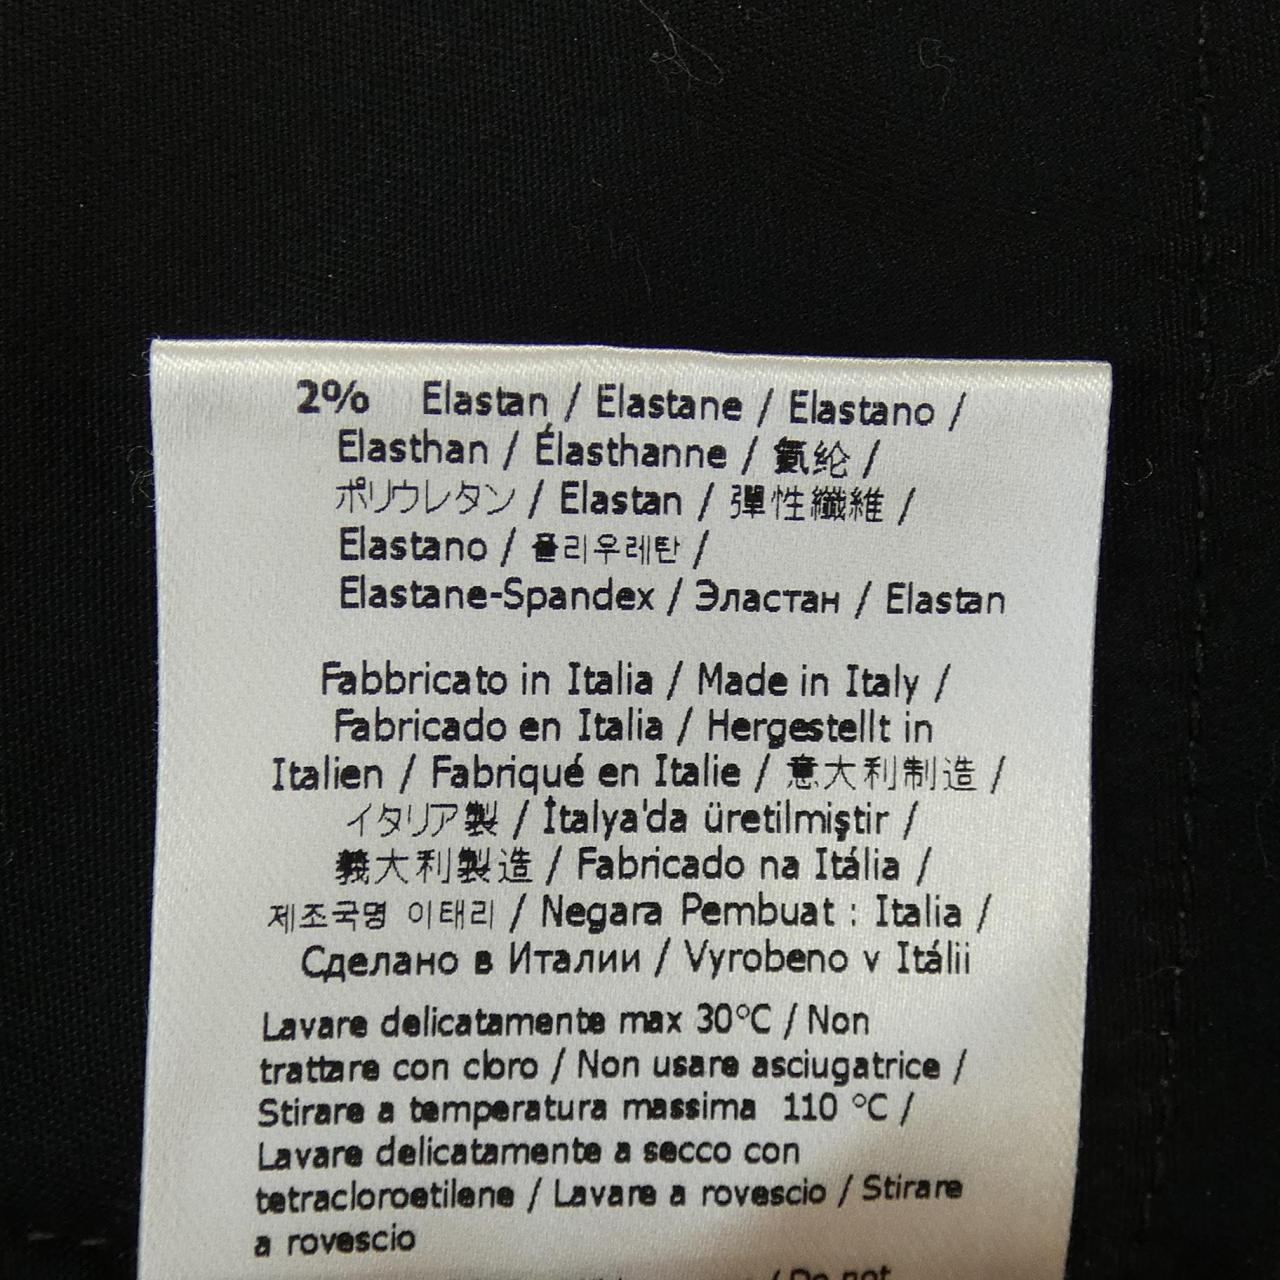 2% Elastan / Elastane / Elastano /
Elasthan / Élasthanne / 氨纶 /
ポリウレタン / Elastan / 彈性纖維 /
Elastano / 폴리우레탄 /
Elastane-Spandex / Эластан / Elastan
Fabbricato in Italia / Made in Italy /
Fabricado en Italia / Hergestellt in
Italien / Fabriqué en Italie / 意大利制造 /
イタリア製 / İtalya'da üretilmiştir /
義大利製造 / Fabricado na Itália /
제조국명 이태리 / Negara Pembuat : Italia /
Сделано в Италии / Vyrobeno v Itálii
Lavare delicatamente max 30°C / Non
trattare con cloro / Non usare asciugatrice /
Stirare a temperatura massima 110 °C /
Lavare delicatamente a secco con
tetracloroetilene / Lavare a rovescio / Stirare
a rovescio
/ Do not